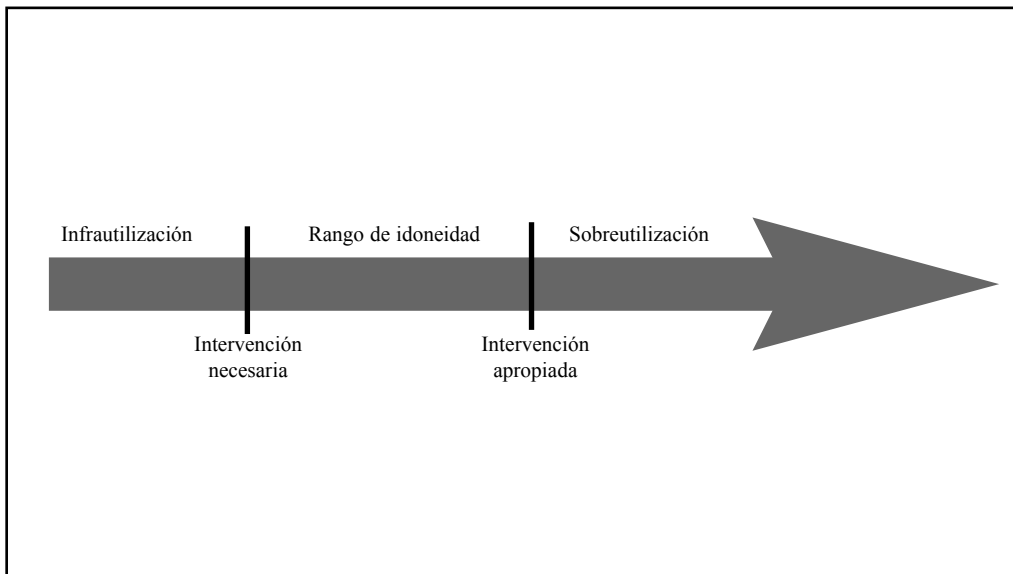 Infrautilización
Rango de idoneidad
Sobreutilización
Intervención
necesaria
Intervención
apropiada